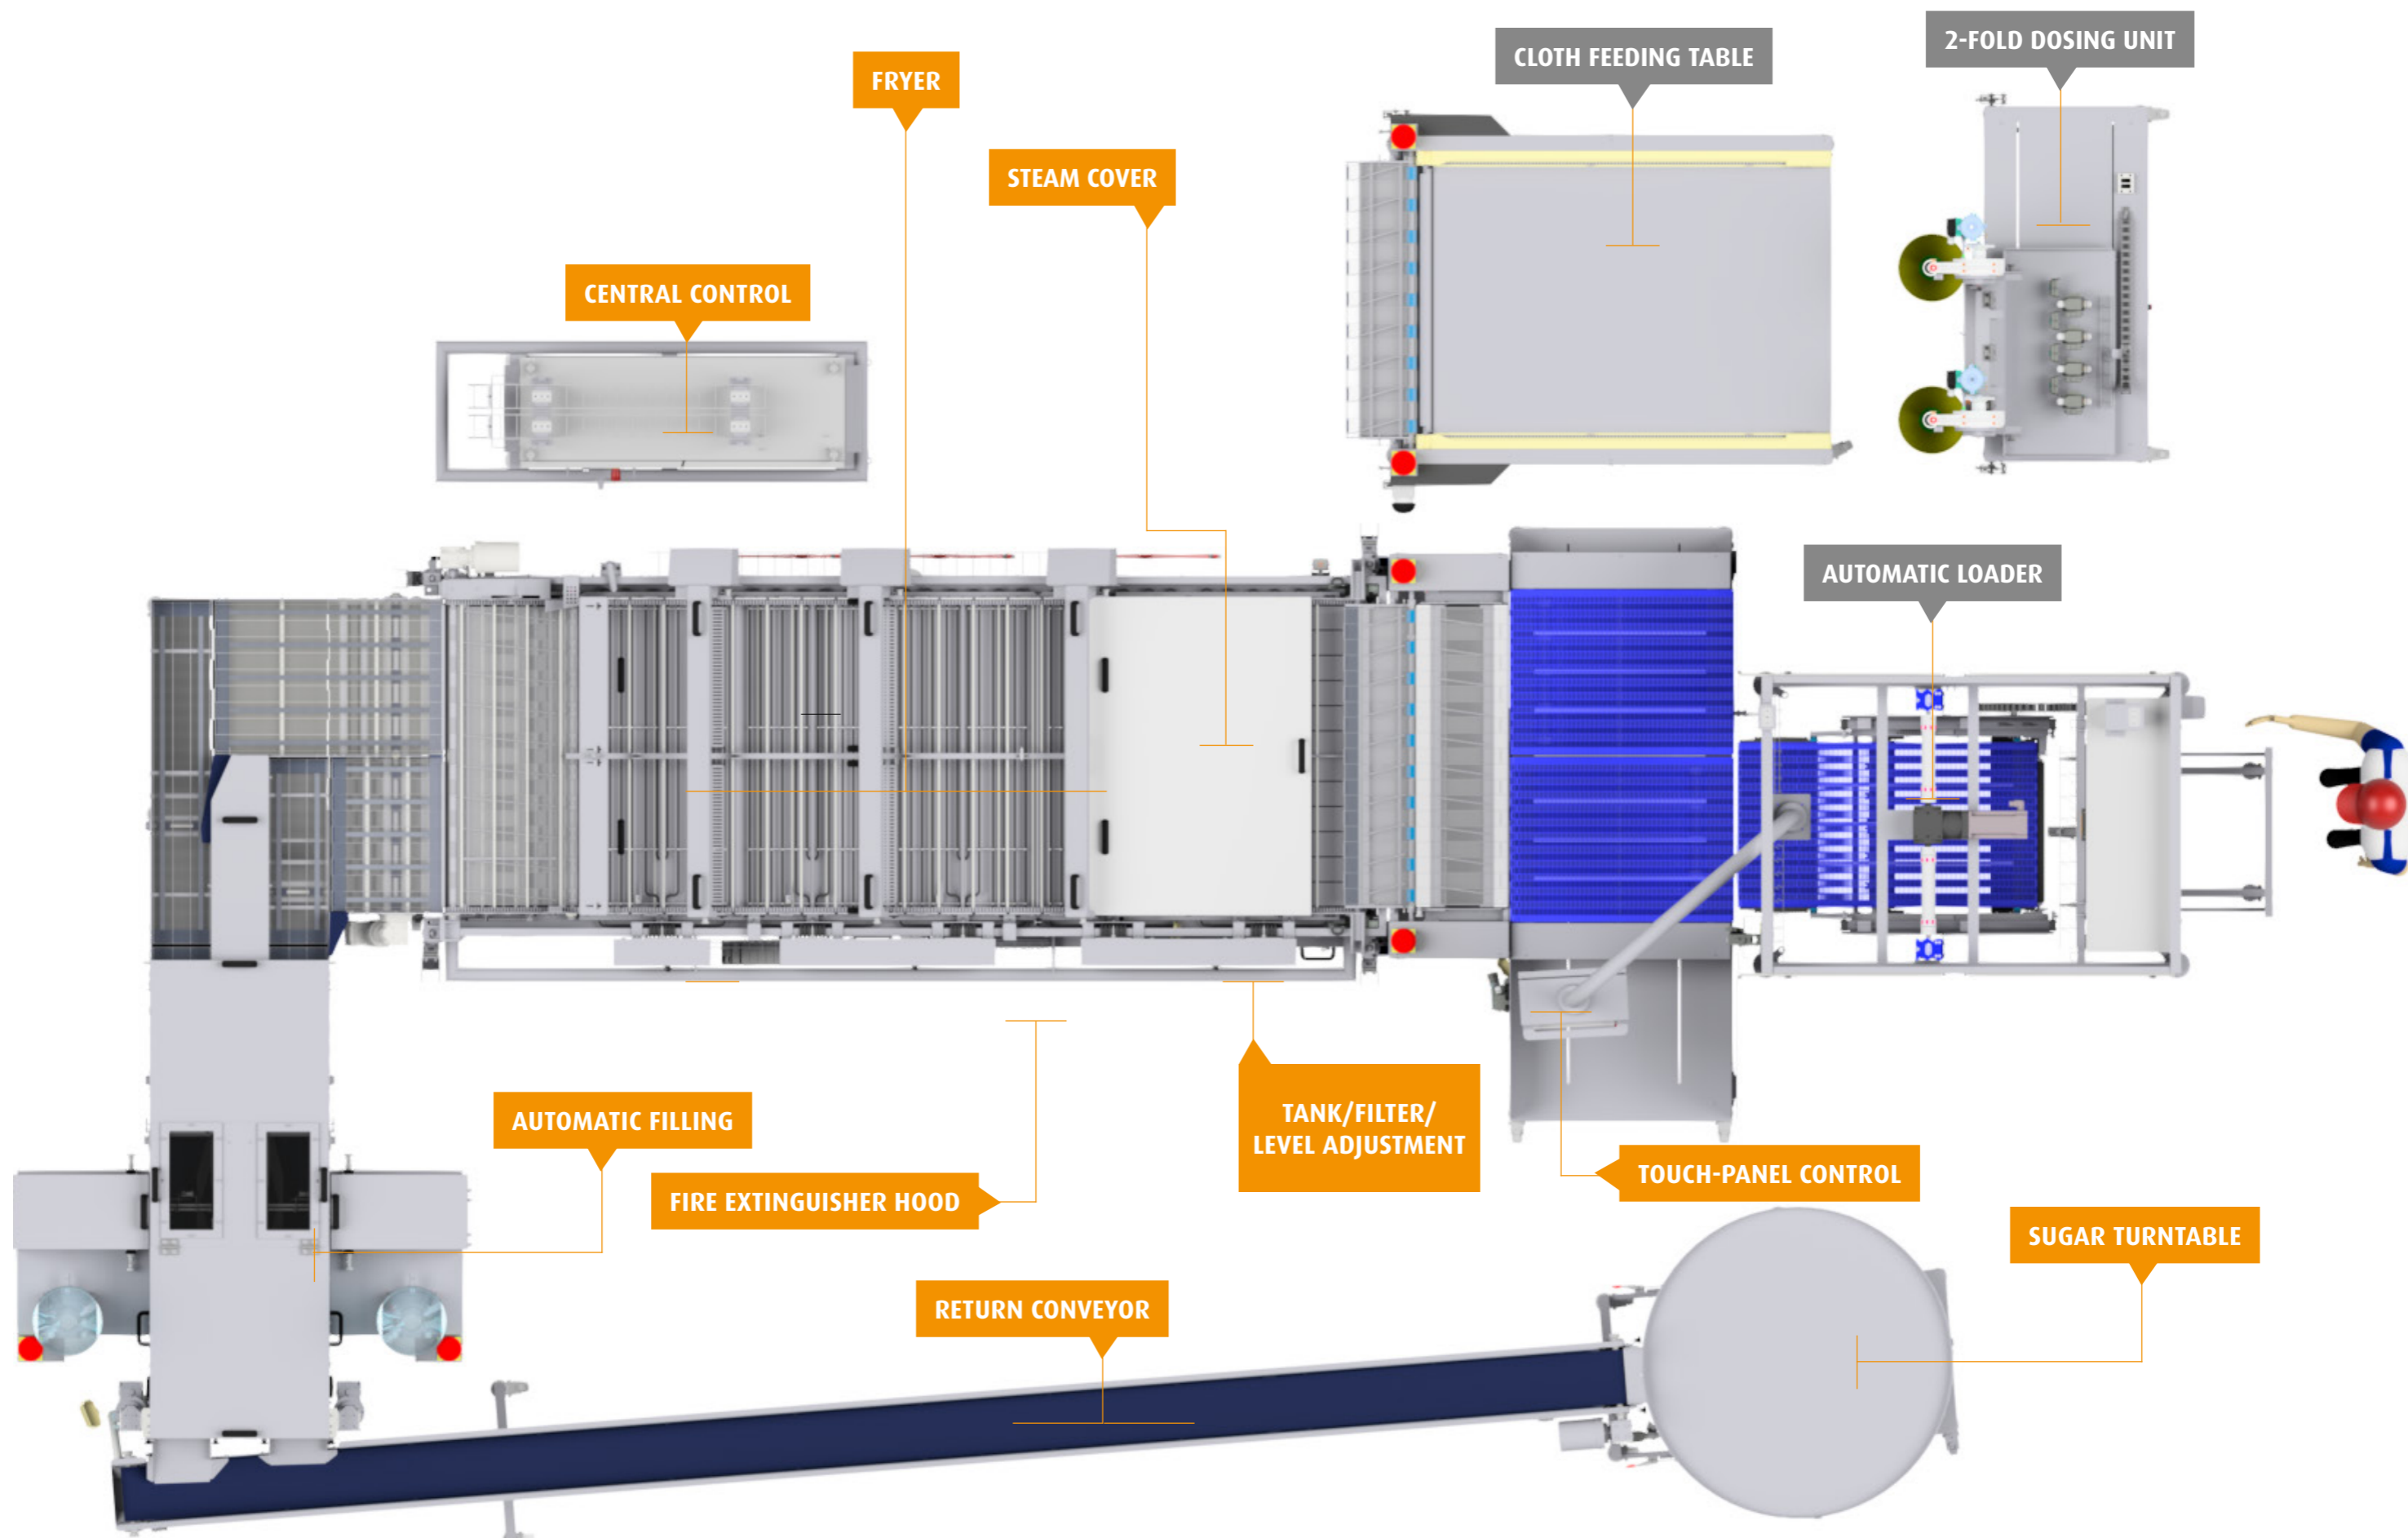 2-FOLD DOSING UNIT
CLOTH FEEDING TABLE
FRYER
STEAM COVER
CENTRAL CONTROL
AUTOMATIC LOADER
AUTOMATIC FILLING
TANK/FILTER/
LEVEL ADJUSTMENT
TOUCH-PANEL CONTROL
FIRE EXTINGUISHER HOOD
SUGAR TURNTABLE
RETURN CONVEYOR